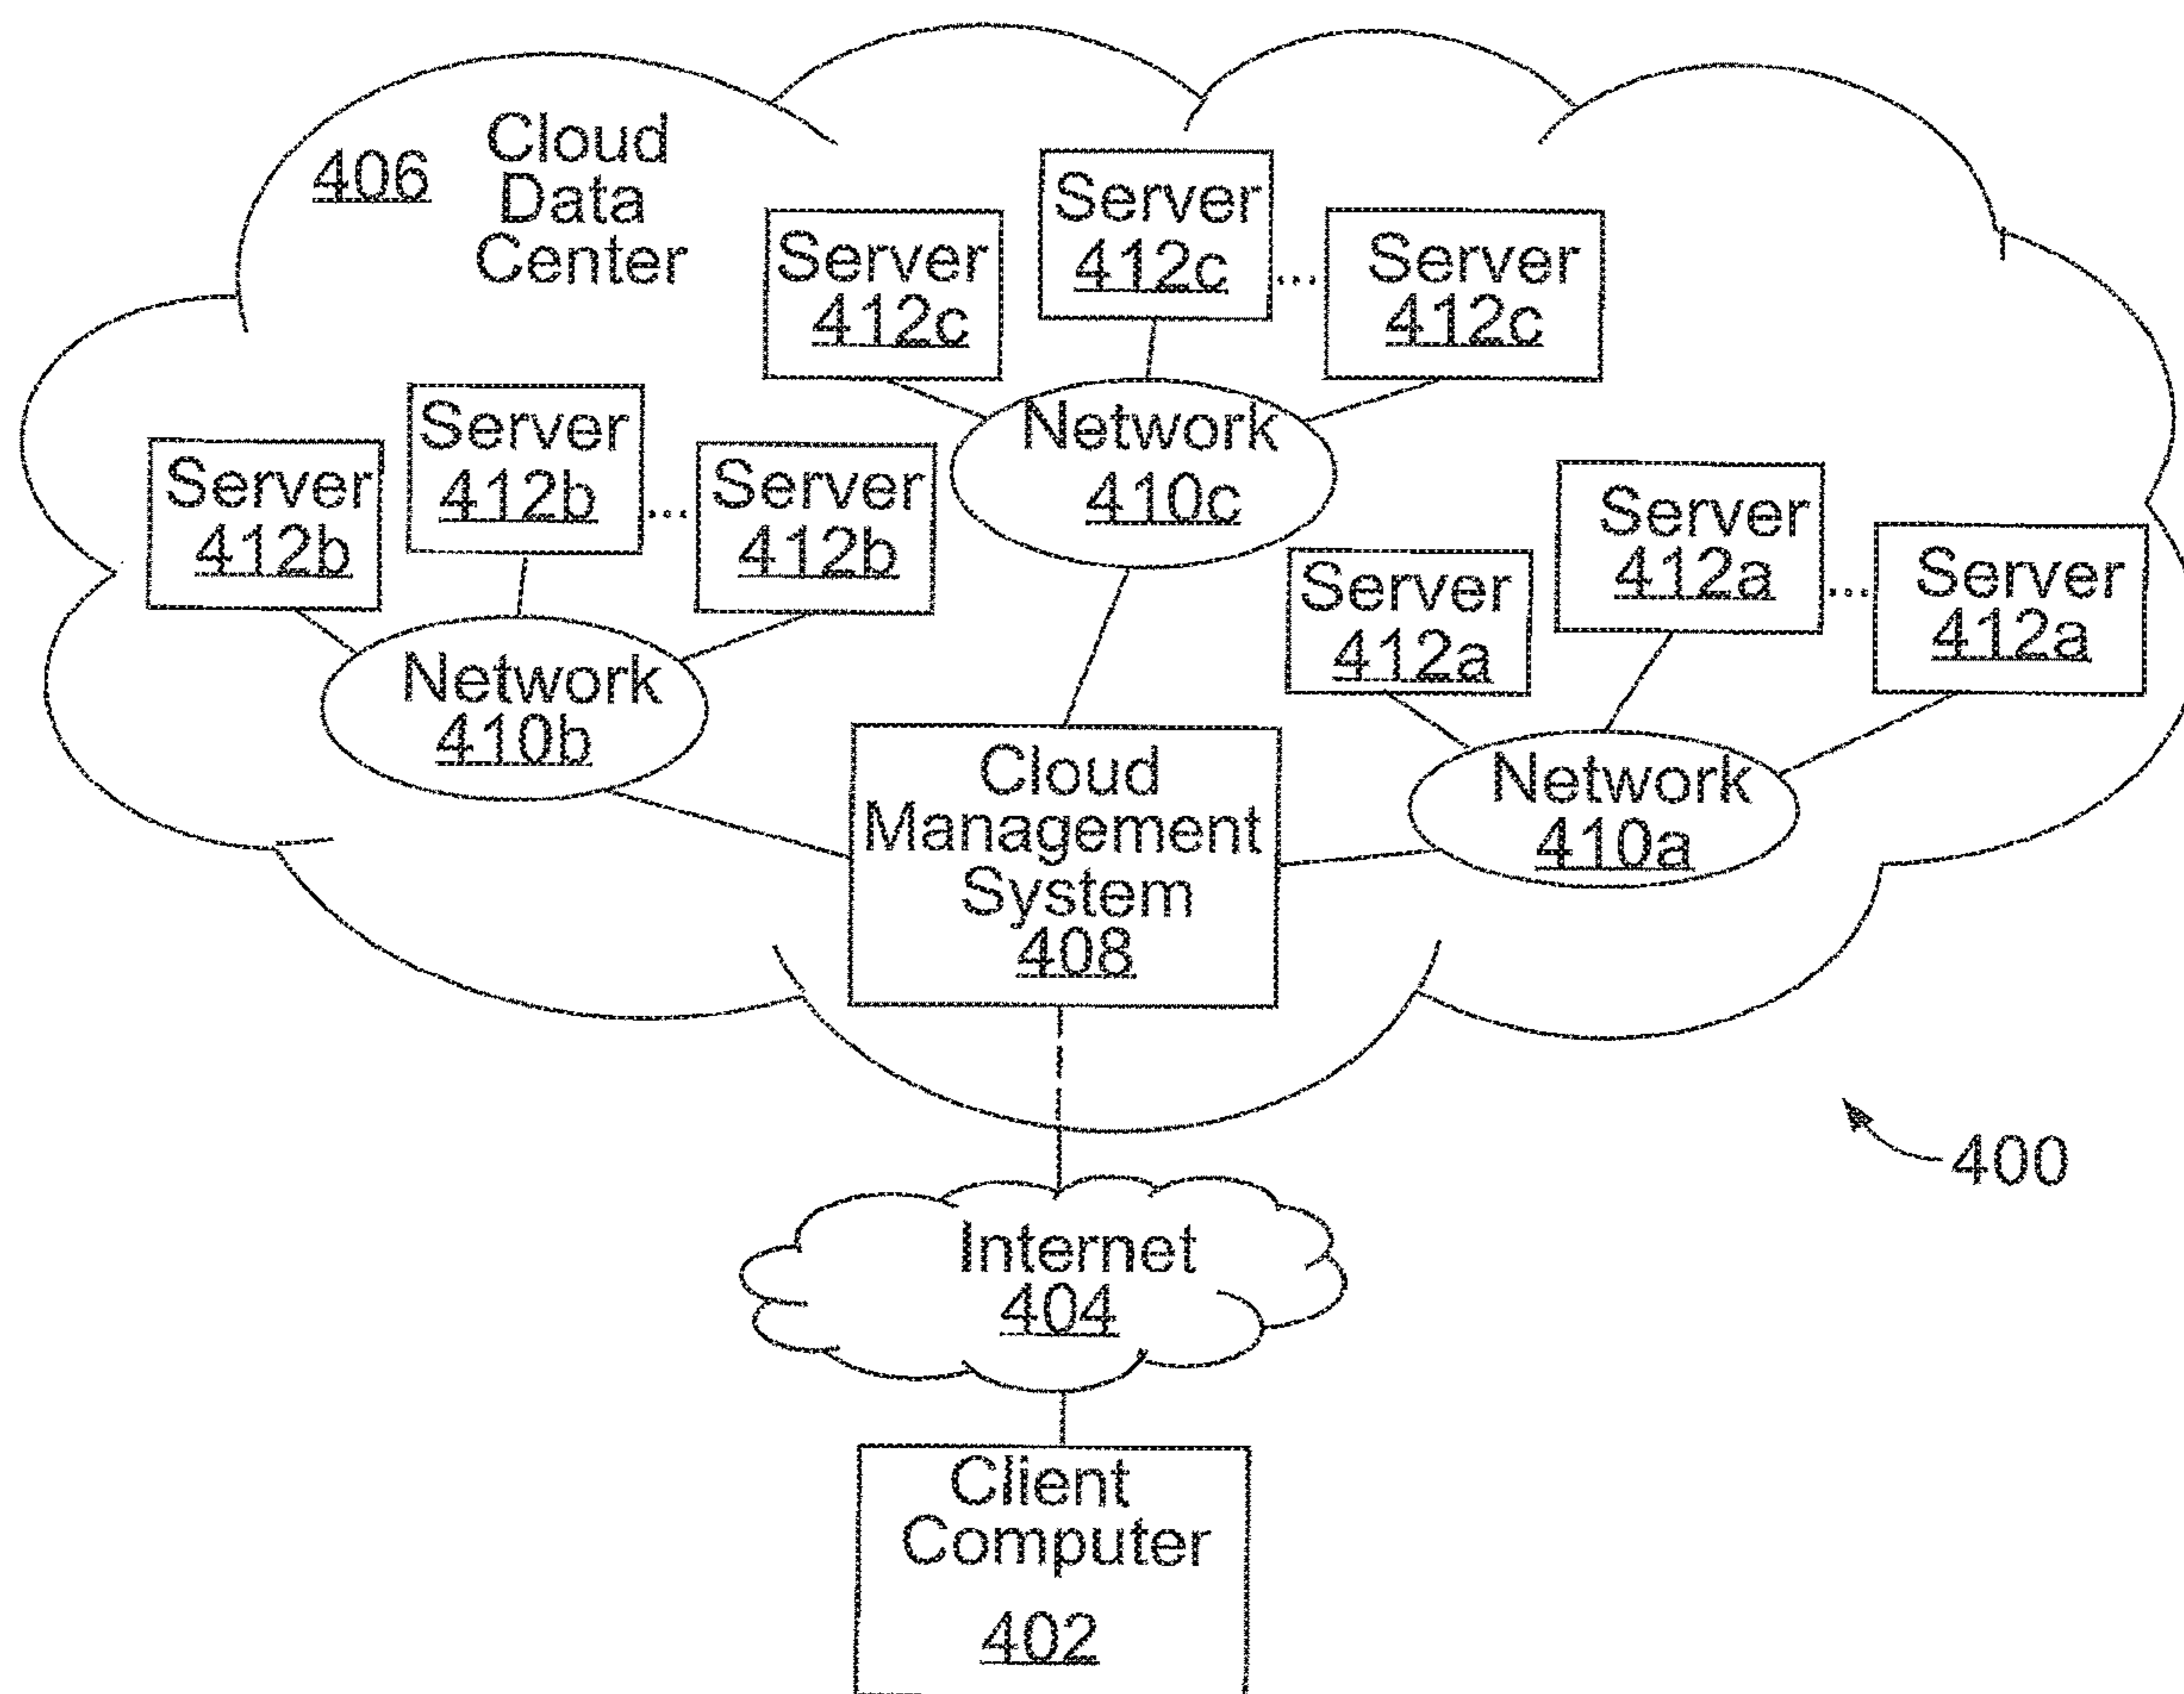 406
Cloud
Data
Center
Server
412c
Server
412c
...
Server
412c
Server
412b
Server
412b
...
Server
412b
Network
410c
Server
412a
Server
412a
...
Server
412a
Network
410b
Network
410a
Cloud
Management
System
408
400
Internet
404
Client
Computer
402